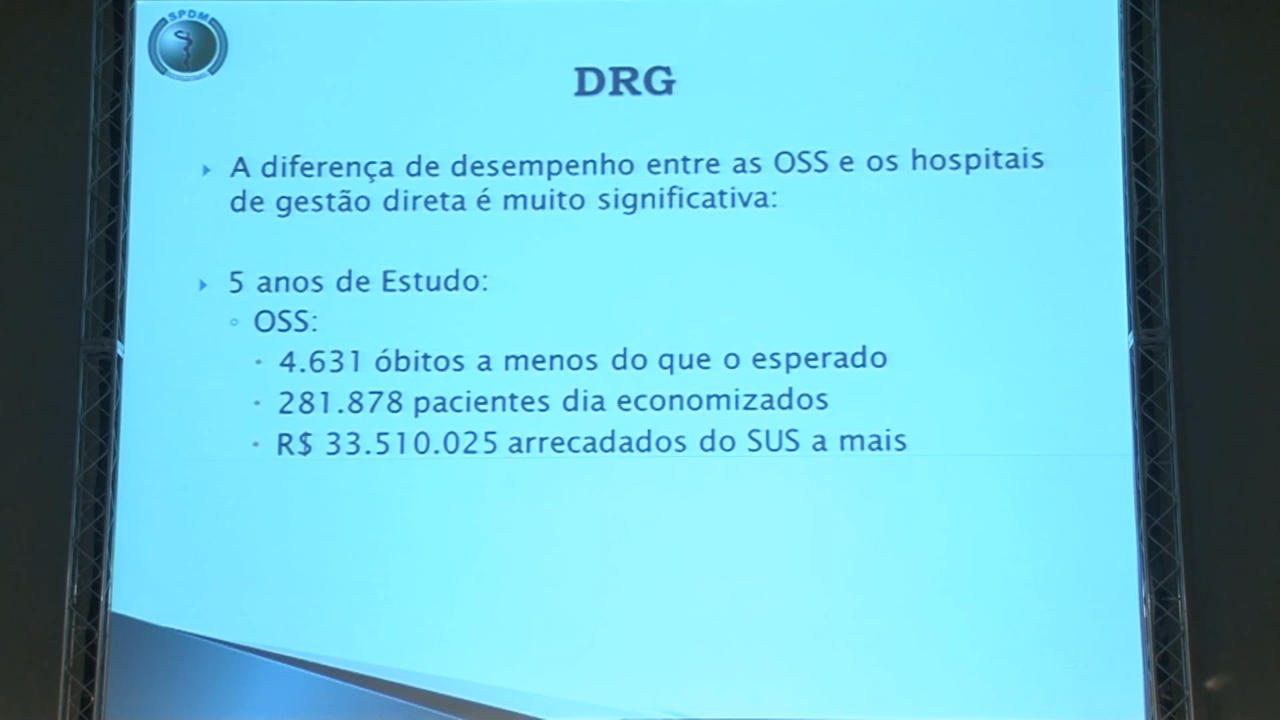 SPDM
DRG
A diferença de desempenho entre as OSS e os hospitais
de gestão direta é muito significativa:
5 anos de Estudo:
OSS:
4.631 óbitos a menos do que o esperado
281.878 pacientes dia economizados
R$ 33.510.025 arrecadados do SUS a mais